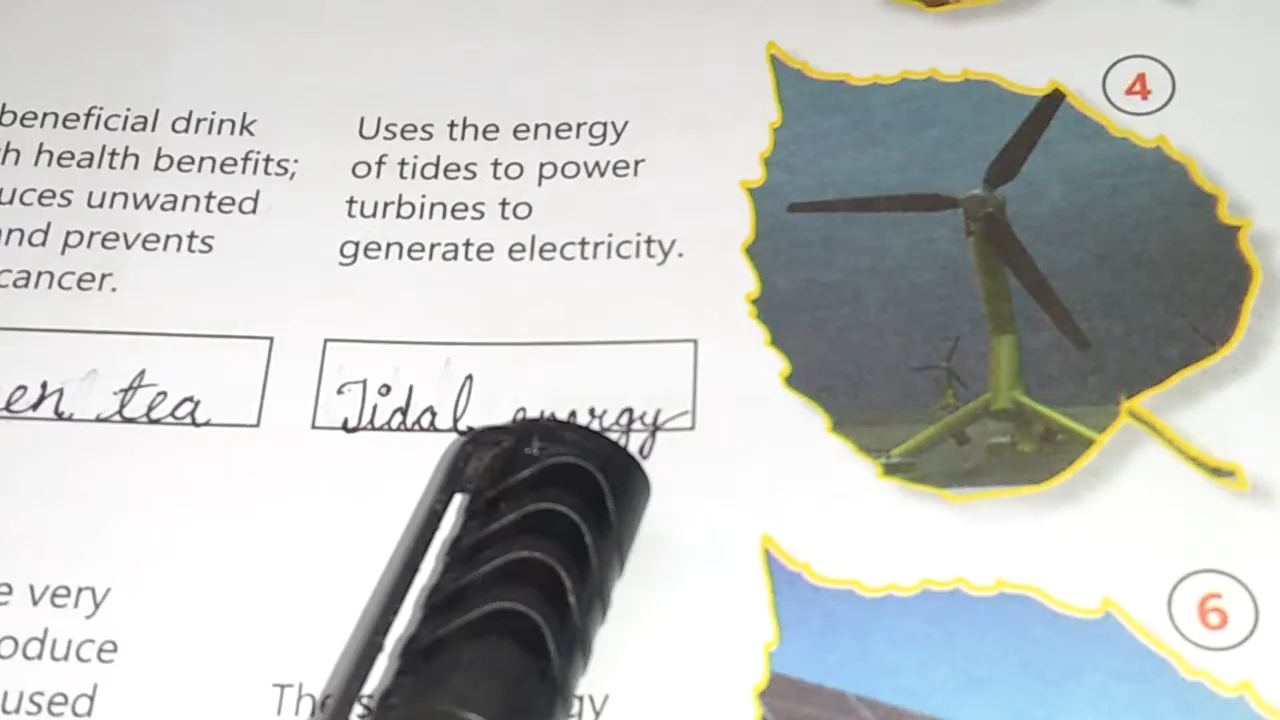 beneficial drink
h health benefits;
uces unwanted
nd prevents
cancer.
Uses the energy
of tides to power
turbines to
generate electricity.
4
en tea
Tidal energy
6
e very
oduce
used